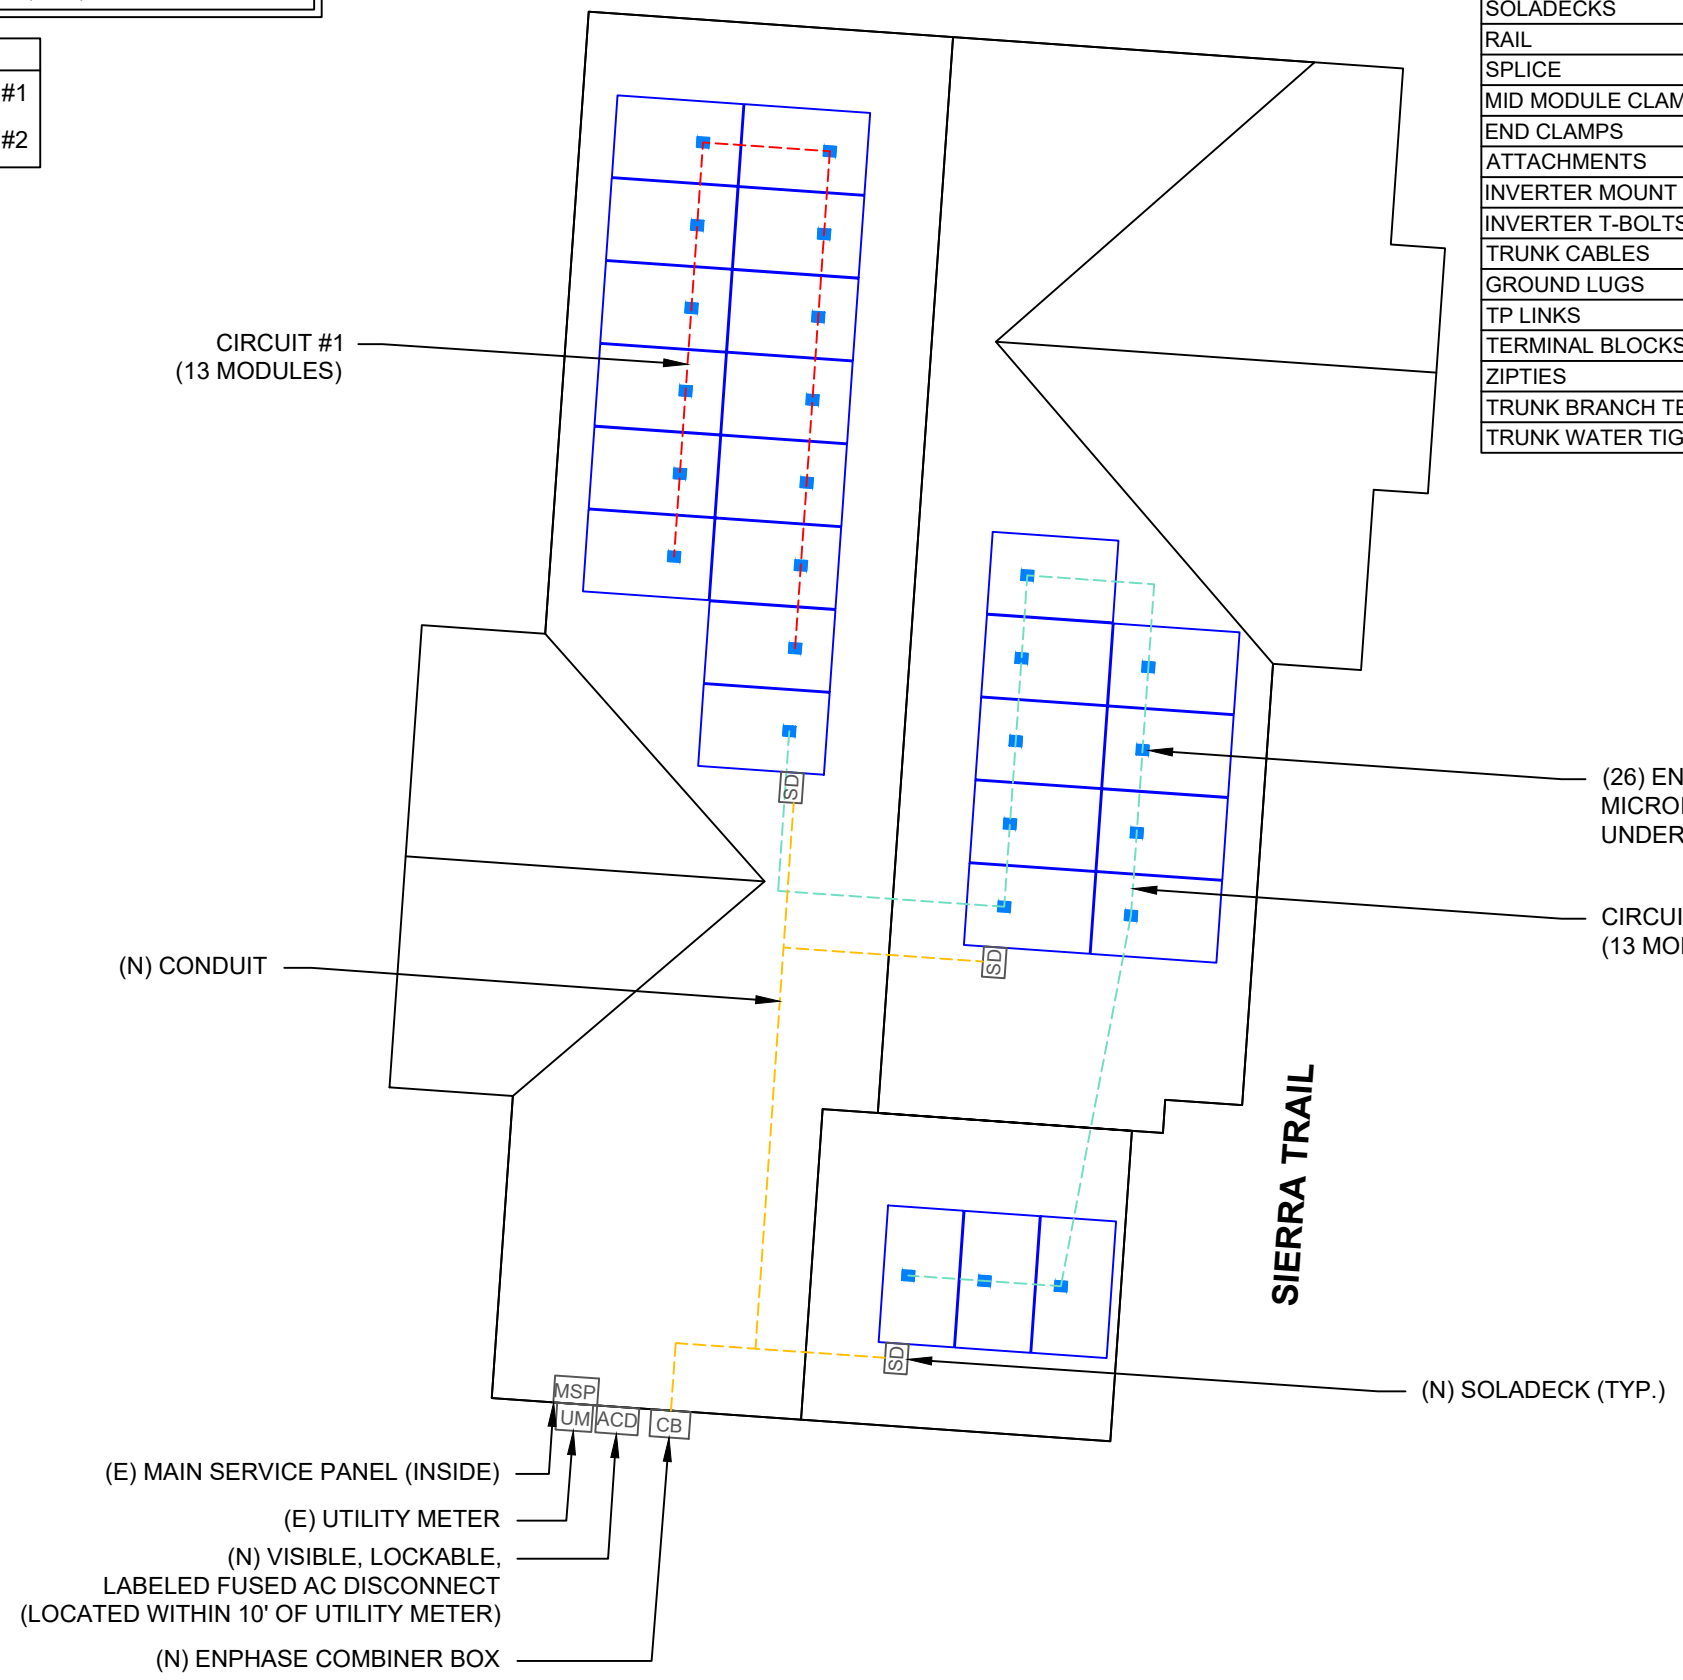 #1
#2
SOLADECKS
RAIL
SPLICE
MID MODULE CLAM
END CLAMPS
ATTACHMENTS
INVERTER MOUNT
INVERTER T-BOLTS
TRUNK CABLES
GROUND LUGS
TP LINKS
TERMINAL BLOCKS
ZIPTIES
TRUNK BRANCH TE
TRUNK WATER TIG
CIRCUIT #1
(13 MODULES)
SD
(26) EN
MICRO
UNDER
CIRCUI
(13 MO
SD
(N) CONDUIT
SIERRA TRAIL
SD
(N) SOLADECK (TYP.)
MSP
UM
ACD
CB
(E) MAIN SERVICE PANEL (INSIDE)
(E) UTILITY METER
(N) VISIBLE, LOCKABLE,
LABELED FUSED AC DISCONNECT
(LOCATED WITHIN 10' OF UTILITY METER)
(N) ENPHASE COMBINER BOX